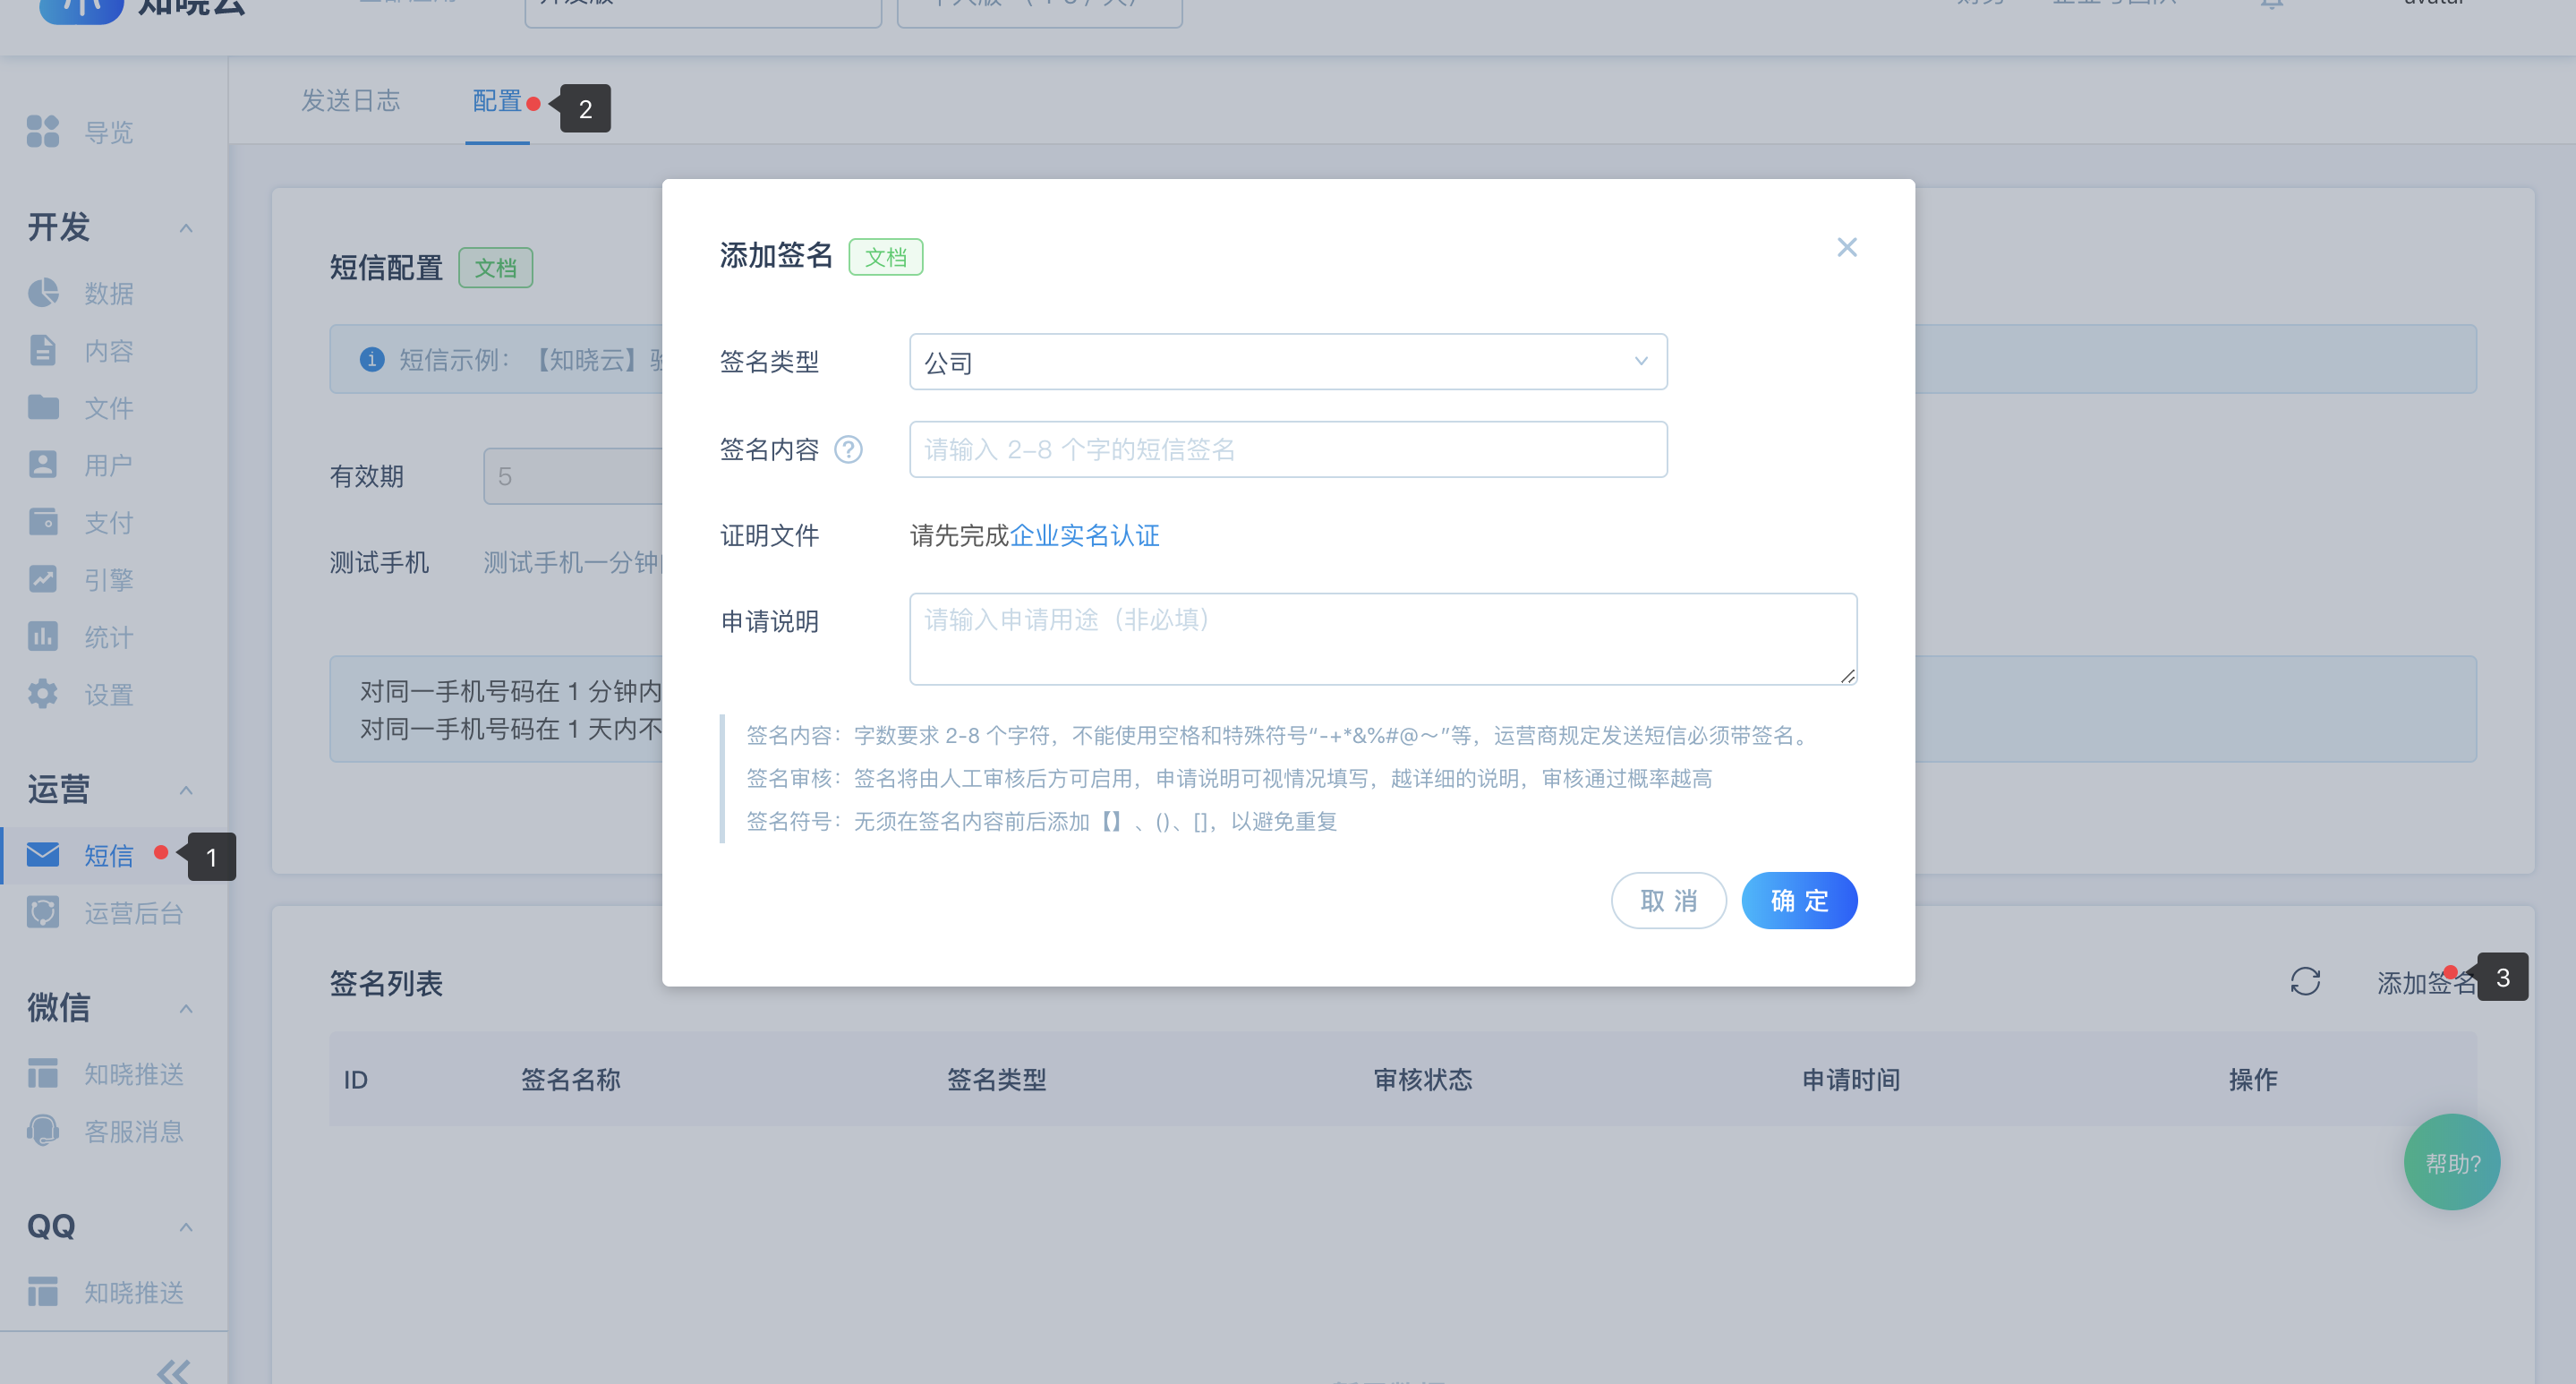 知晓云
开发版
发送日志
配置
2
导览
开发
数据
内容
文件
用户
支付
引擎
统计
设置
运营
短信
1
运营后台
微信
知晓推送
客服消息
QQ
知晓推送
短信配置
文档
短信示例：【知晓云】验
有效期
5
测试手机
测试手机一分钟
对同一手机号码在 1 分钟内
对同一手机号码在 1 天内不
添加签名
文档
签名类型
公司
签名内容
请输入 2-8 个字的短信签名
证明文件
请先完成企业实名认证
申请说明
请输入申请用途（非必填）
签名内容：字数要求 2-8 个字符，不能使用空格和特殊符号“-+*&%#@～”等，运营商规定发送短信必须带签名。
签名审核：签名将由人工审核后方可启用，申请说明可视情况填写，越详细的说明，审核通过概率越高
签名符号：无须在签名内容前后添加【】、()、[]，以避免重复
取 消
确 定
签名列表
添加签名
3
ID
签名名称
签名类型
审核状态
申请时间
操作
帮助?